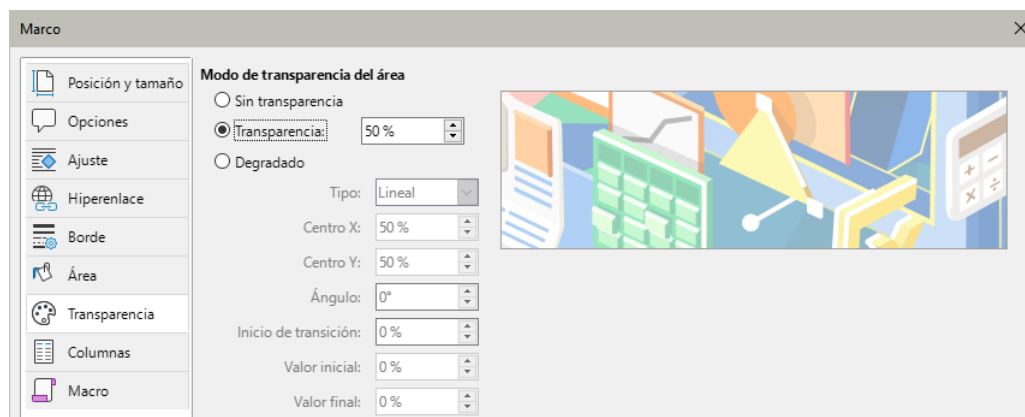 Marco
Posición y tamaño
Opciones
Ajuste
Hiperenlace
Borde
Área
Transparencia
Columnas
Macro
Modo de transparencia del área
Sin transparencia
Transparencia: 50 %
Degradado
Tipo: Lineal
Centro X: 50 %
Centro Y: 50 %
Ángulo: 0°
Inicio de transición: 0 %
Valor inicial: 0 %
Valor final: 0 %